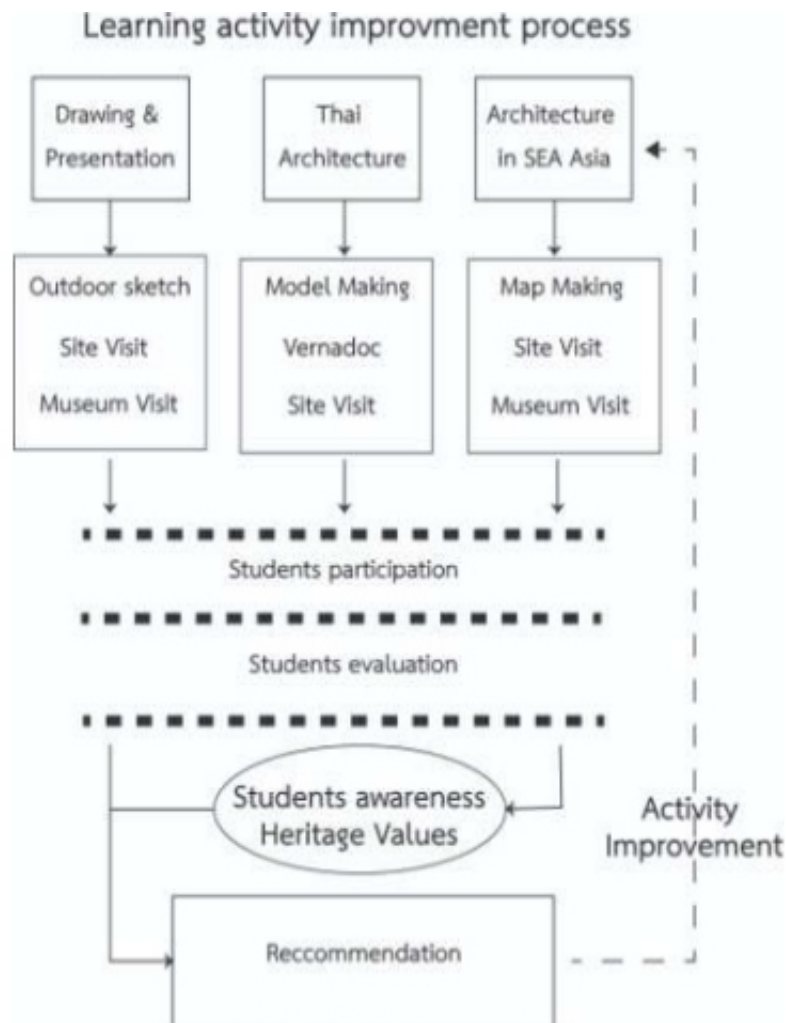 Learning activity improvment process
Drawing &
Presentation
Thai
Architecture
Architecture
in SEA Asia
Outdoor sketch
Site Visit
Museum Visit
Model Making
Vernadoc
Site Visit
Map Making
Site Visit
Museum Visit
Students participation
Students evaluation
Students awareness
Heritage Values
Activity
Improvement
Reccommendation